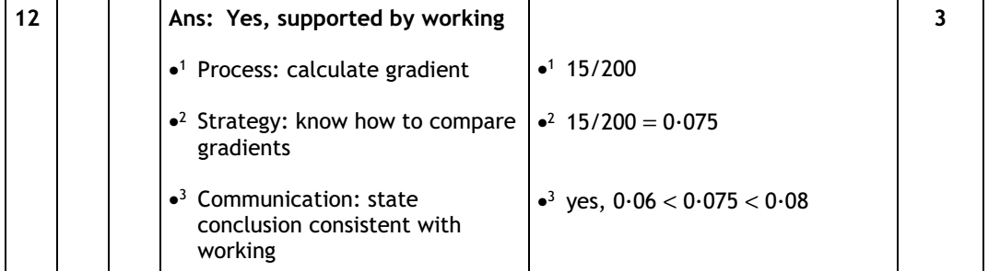 12 Ans: Yes, supported by working 3
●1 Process: calculate gradient ●1 15/200
●2 Strategy: know how to compare ●2 15/200 = 0·075
gradients
●3 Communication: state ●3 yes, 0·06 < 0·075 < 0·08
conclusion consistent with
working